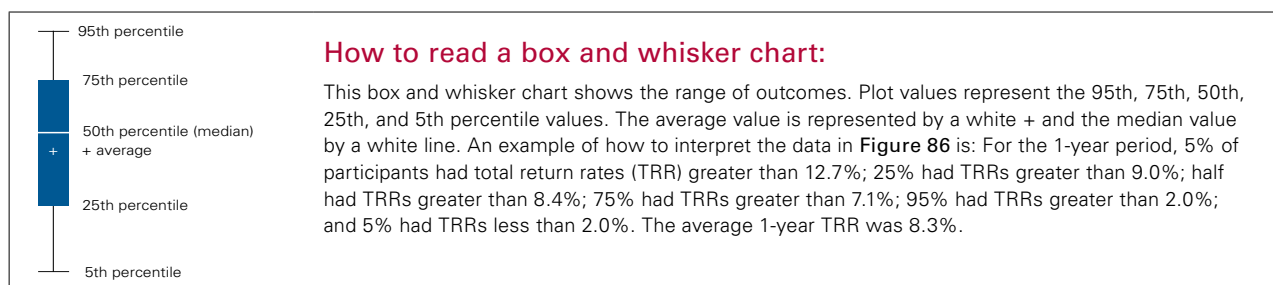 95th percentile
75th percentile
50th percentile (median)
+ average
+
25th percentile
5th percentile
How to read a box and whisker chart:
This box and whisker chart shows the range of outcomes. Plot values represent the 95th, 75th, 50th,
25th, and 5th percentile values. The average value is represented by a white + and the median value
by a white line. An example of how to interpret the data in Figure 86 is: For the 1-year period, 5% of
participants had total return rates (TRR) greater than 12.7%; 25% had TRRs greater than 9.0%; half
had TRRs greater than 8.4%; 75% had TRRs greater than 7.1%; 95% had TRRs greater than 2.0%;
and 5% had TRRs less than 2.0%. The average 1-year TRR was 8.3%.